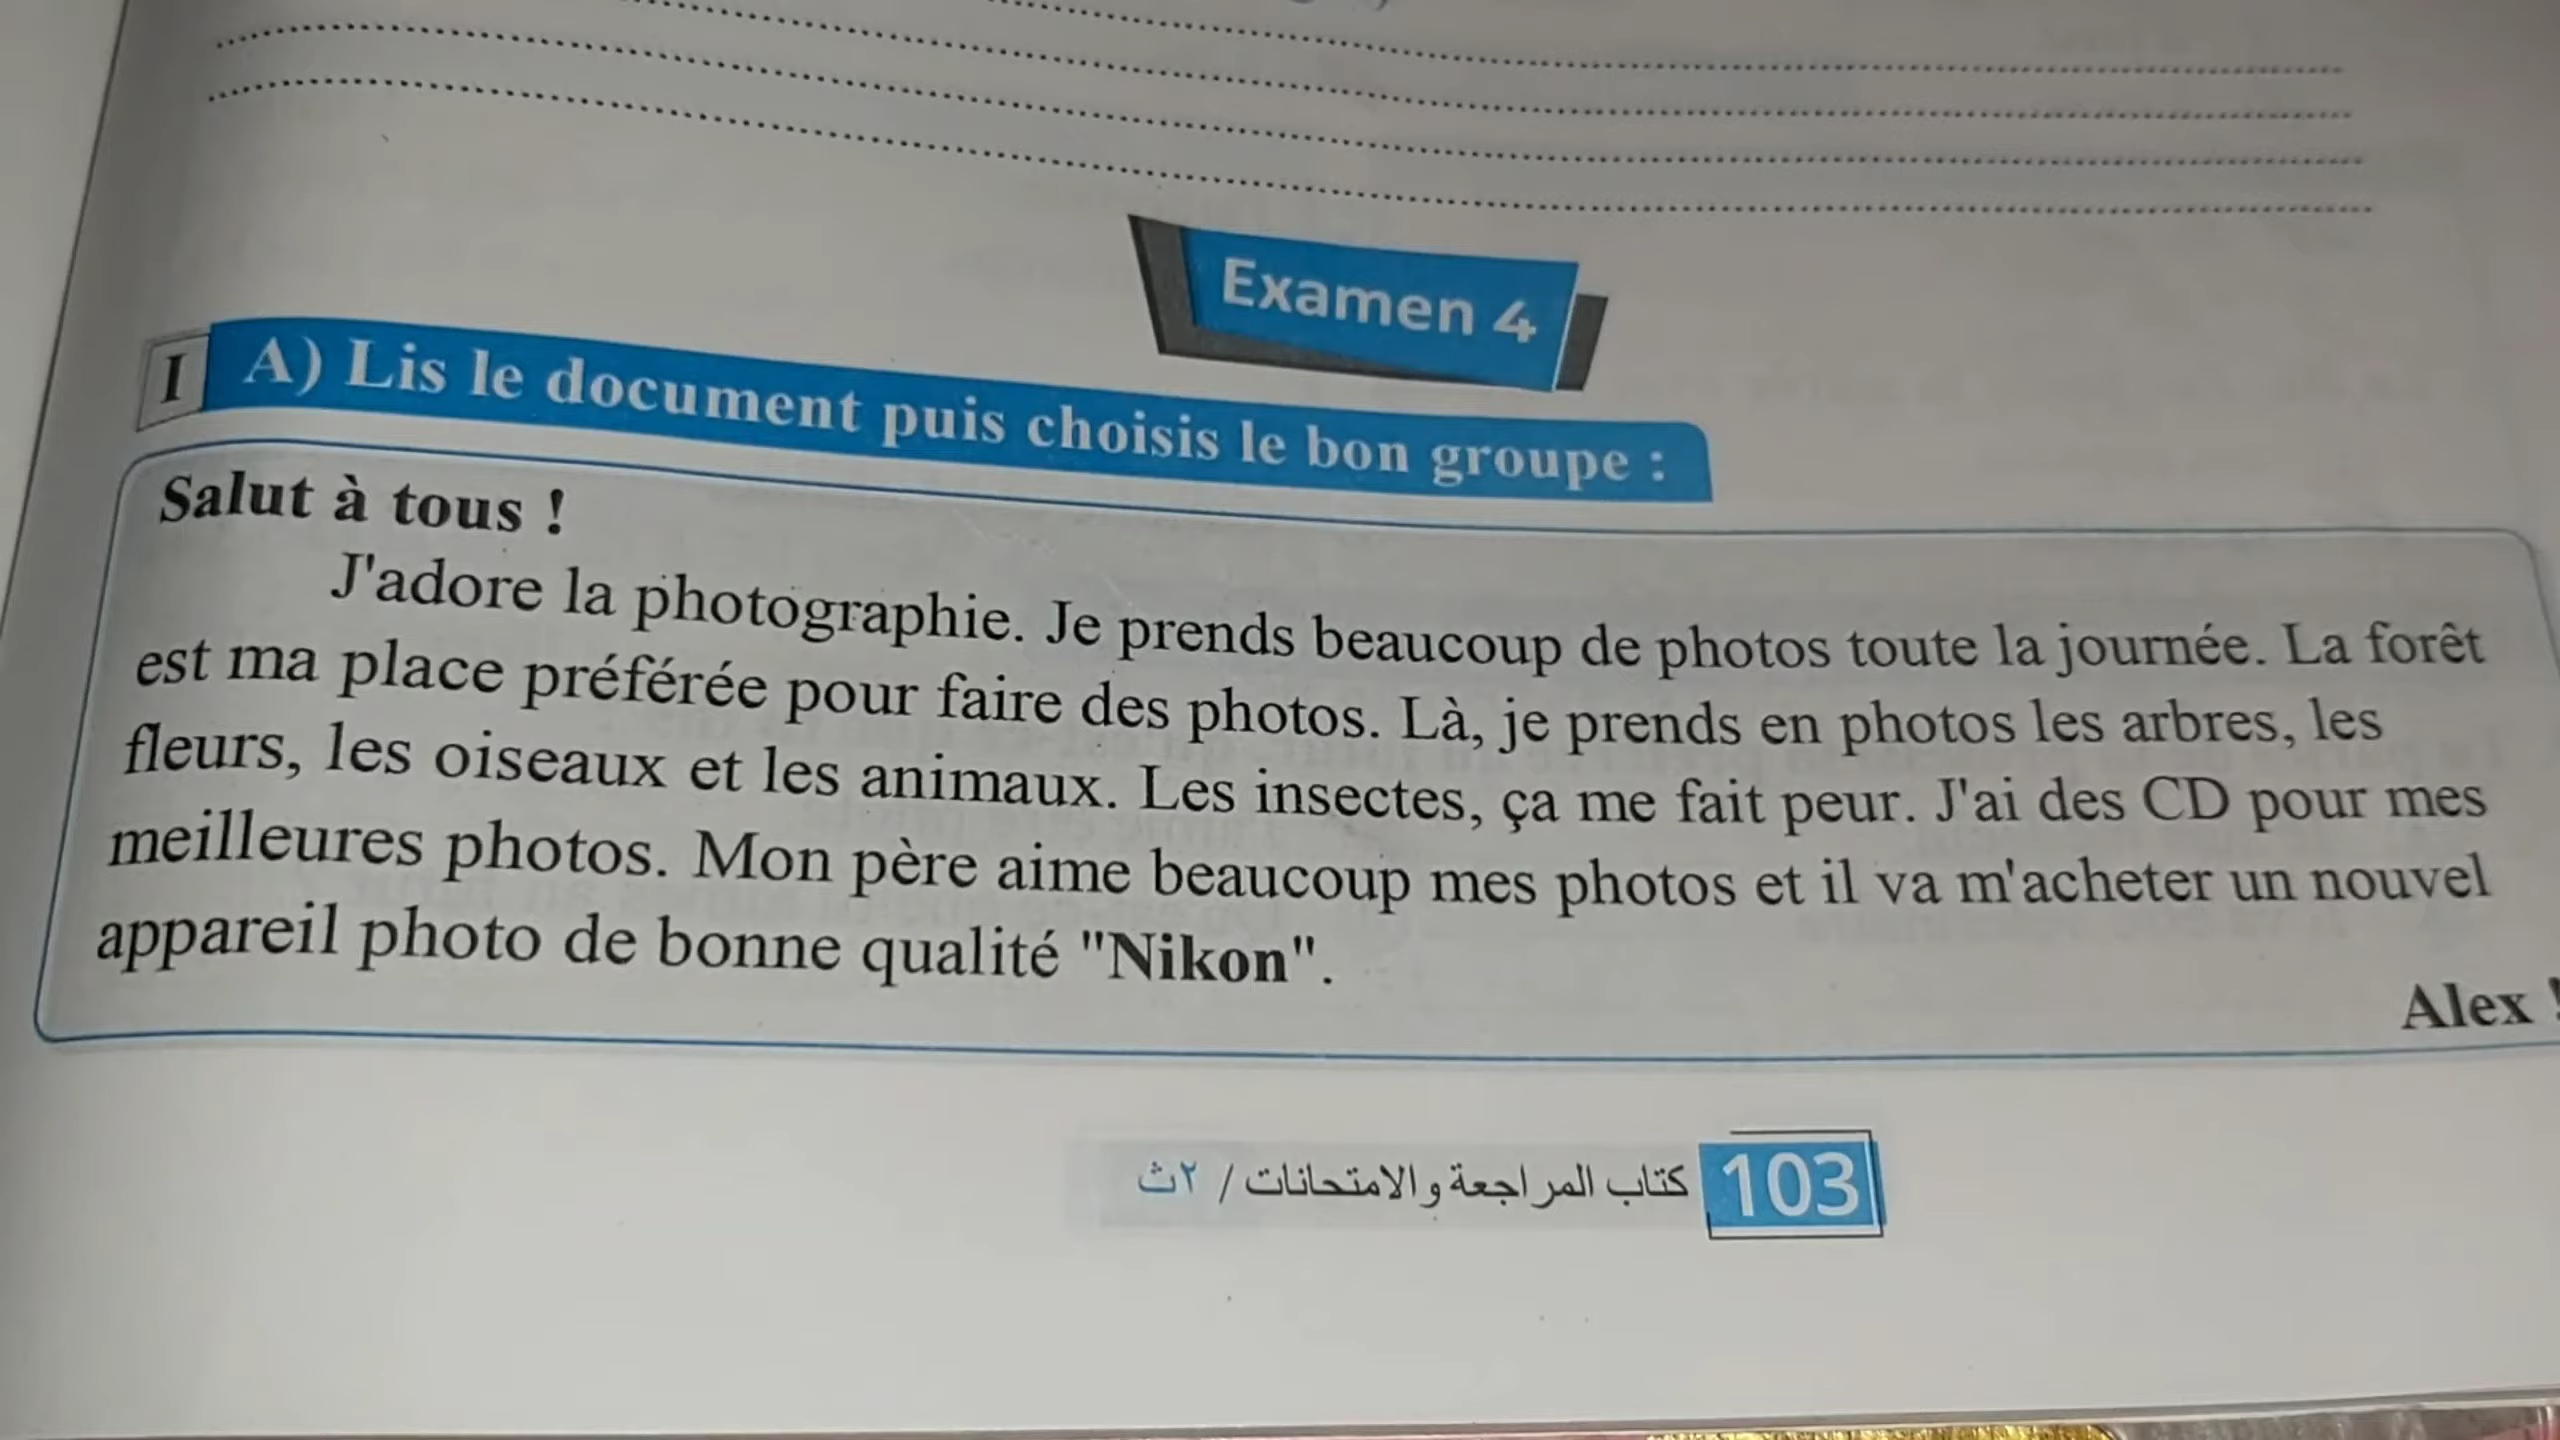 Examen 4
I A) Lis le document puis choisis le bon groupe :
Salut à tous !
J'adore la photographie. Je prends beaucoup de photos toute la journée. La forêt
est ma place préférée pour faire des photos. Là, je prends en photos les arbres, les
fleurs, les oiseaux et les animaux. Les insectes, ça me fait peur. J'ai des CD pour mes
meilleures photos. Mon père aime beaucoup mes photos et il va m'acheter un nouvel
appareil photo de bonne qualité "Nikon".
Alex !
103 كتاب المراجعة والامتحانات / ٢ث